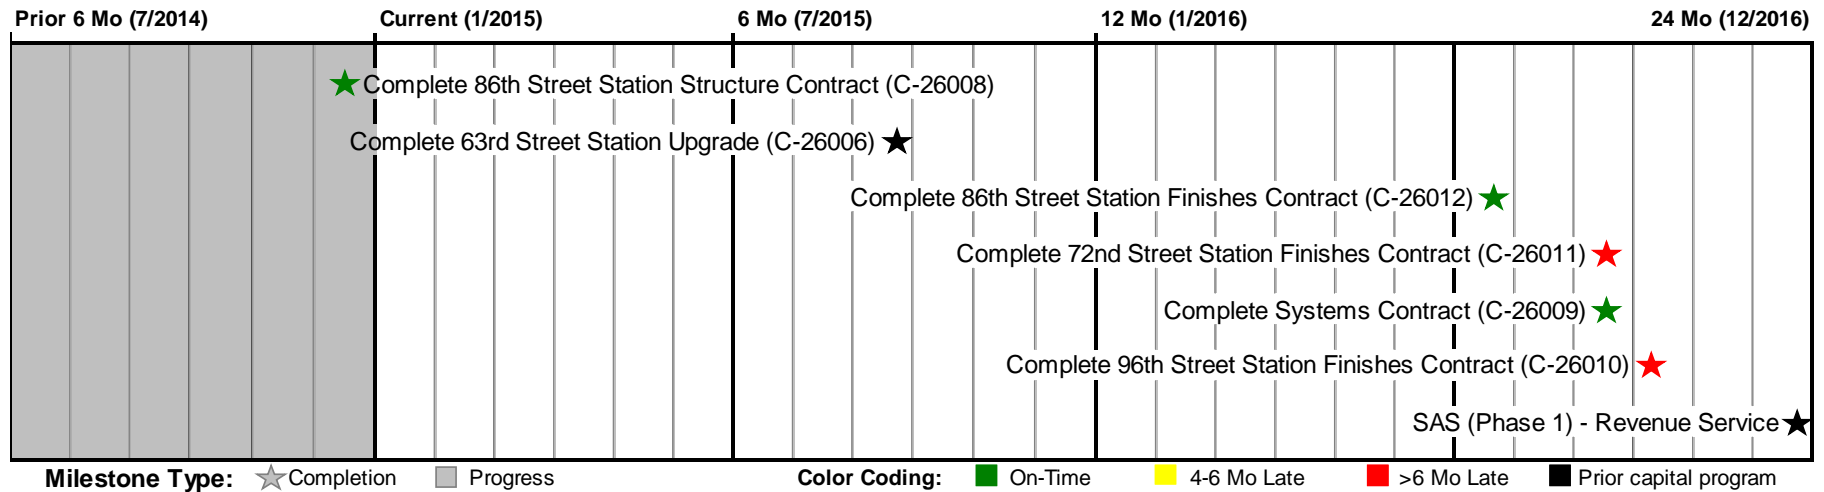 Prior 6 Mo (7/2014) Current (1/2015) 6 Mo (7/2015) 12 Mo (1/2016) 24 Mo (12/2016)
Complete 86th Street Station Structure Contract (C-26008)
Complete 63rd Street Station Upgrade (C-26006)
Complete 86th Street Station Finishes Contract (C-26012)
Complete 72nd Street Station Finishes Contract (C-26011)
Complete Systems Contract (C-26009)
Complete 96th Street Station Finishes Contract (C-26010)
SAS (Phase 1) - Revenue Service
Milestone Type: Completion Progress Color Coding: On-Time 4-6 Mo Late >6 Mo Late Prior capital program